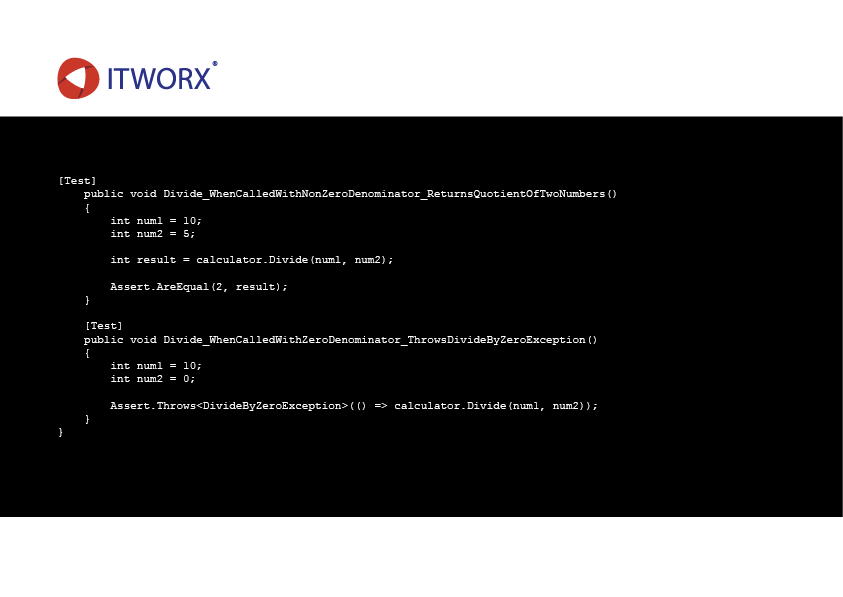 ITWORX®
[Test]
    public void Divide_WhenCalledWithNonZeroDenominator_ReturnsQuotientOfTwoNumbers()
    {
        int num1 = 10;
        int num2 = 5;

        int result = calculator.Divide(num1, num2);

        Assert.AreEqual(2, result);
    }

    [Test]
    public void Divide_WhenCalledWithZeroDenominator_ThrowsDivideByZeroException()
    {
        int num1 = 10;
        int num2 = 0;

        Assert.Throws<DivideByZeroException>(() => calculator.Divide(num1, num2));
    }
}